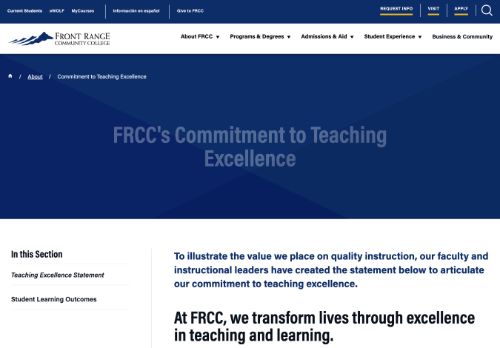 Current Students eWOLF MyCourses Información en español Give to FRCC REQUEST INFO VISIT APPLY
FRONT RANGE
COMMUNITY COLLEGE
About FRCC Programs & Degrees Admissions & Aid Student Experience Business & Community
/ About / Commitment to Teaching Excellence
FRCC's Commitment to Teaching
Excellence
In this Section
Teaching Excellence Statement
Student Learning Outcomes
To illustrate the value we place on quality instruction, our faculty and
instructional leaders have created the statement below to articulate
our commitment to teaching excellence.
At FRCC, we transform lives through excellence
in teaching and learning.